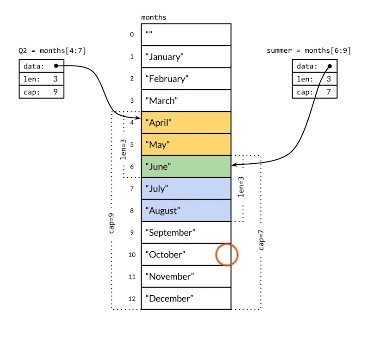 months
Q2 = months[4:7]
data:
len: 3
cap: 9
summer = months[6:9]
data:
len: 3
cap: 7
0 ""
1 "January"
2 "February"
3 "March"
4 "April"
5 "May"
6 "June"
7 "July"
8 "August"
9 "September"
10 "October"
11 "November"
12 "December"
len=3
cap=9
len=3
cap=7